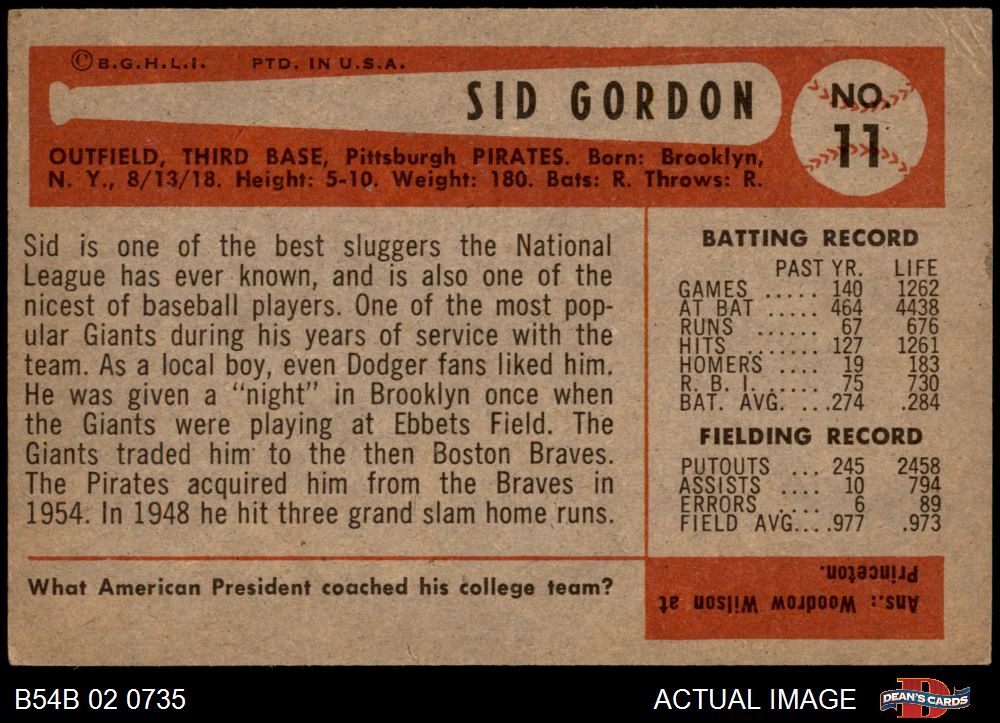 ©B.G.H.L.I. PTD. IN U.S.A.
SID GORDON
NO.
11
OUTFIELD, THIRD BASE, Pittsburgh PIRATES. Born: Brooklyn,
N. Y., 8/13/18. Height: 5-10. Weight: 180. Bats: R. Throws: R.
Sid is one of the best sluggers the National
League has ever known, and is also one of the
nicest of baseball players. One of the most pop-
ular Giants during his years of service with the
team. As a local boy, even Dodger fans liked him.
He was given a "night" in Brooklyn once when
the Giants were playing at Ebbets Field. The
Giants traded him to the then Boston Braves.
The Pirates acquired him from the Braves in
1954. In 1948 he hit three grand slam home runs.
BATTING RECORD
PAST YR. LIFE
GAMES ..... 140 1262
AT BAT ..... 464 4438
RUNS ...... 67 676
HITS ........ 127 1261
HOMERS .... 19 183
R. B. I. ..... 75 730
BAT. AVG. ...274 .284
FIELDING RECORD
PUTOUTS ... 245 2458
ASSISTS .... 10 794
ERRORS ..... 6 89
FIELD AVG....977 .973
What American President coached his college team?
Ans.: Woodrow Wilson at
Princeton.
B54B 02 0735
ACTUAL IMAGE
D
DEAN'S CARDS